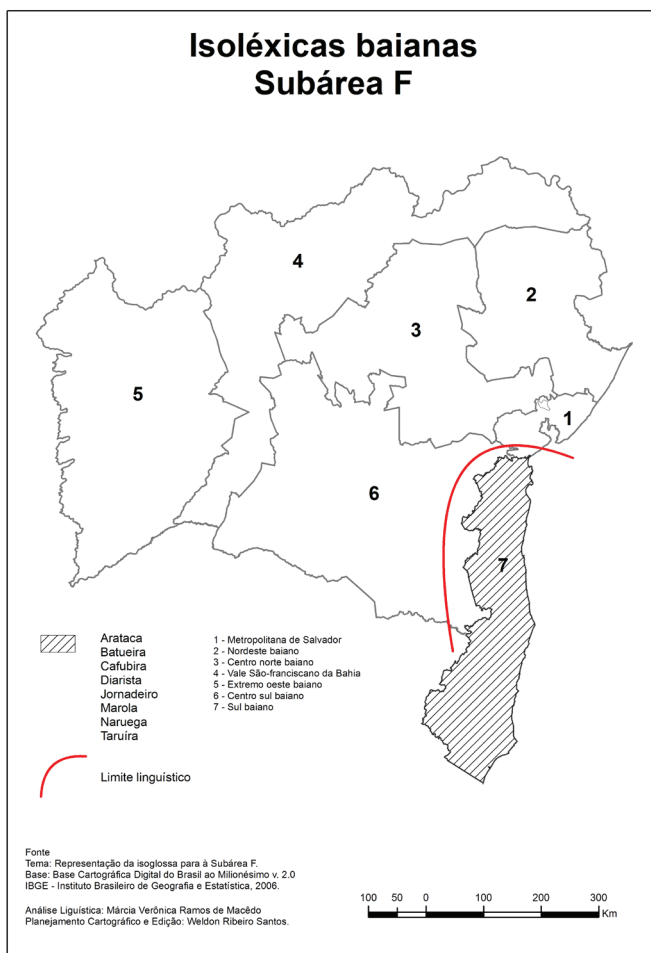 Isoléxicas baianas
Subárea F
4
2
3
5
1
6
7
Arataca
Batueira
Cafubira
Diarista
Jornadeiro
Marola
Naruega
Taruíra
1 - Metropolitana de Salvador
2 - Nordeste baiano
3 - Centro norte baiano
4 - Vale São-franciscano da Bahia
5 - Extremo oeste baiano
6 - Centro sul baiano
7 - Sul baiano
Limite linguístico
Fonte
Tema: Representação da isoglossa para à Subárea F.
Base: Base Cartográfica Digital do Brasil ao Milionésimo v. 2.0
IBGE - Instituto Brasileiro de Geografia e Estatística, 2006.
Análise Liguística: Márcia Verônica Ramos de Macêdo
Planejamento Cartográfico e Edição: Weldon Ribeiro Santos.
100 50 0 100 200 300
Km